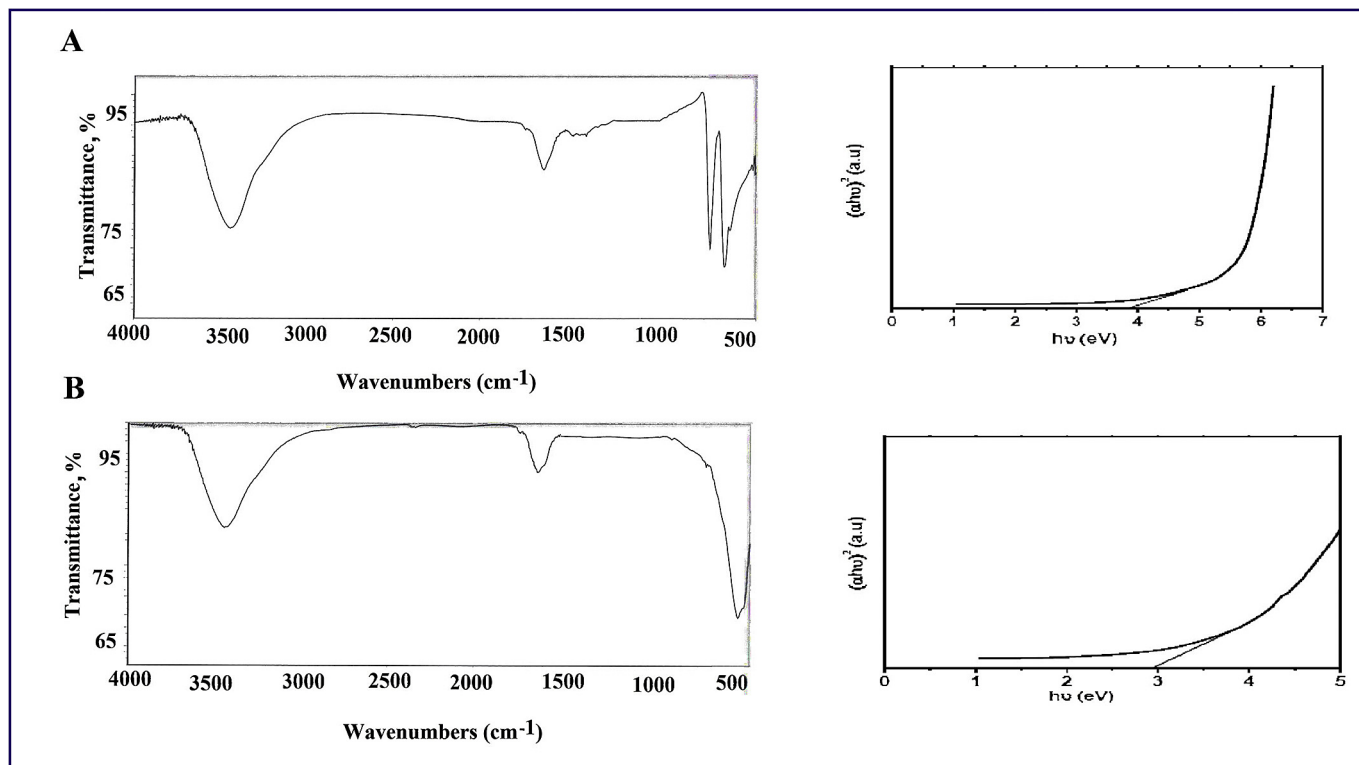 A
Transmittance, %
95
75
65
4000 3500 3000 2500 2000 1500 1000 500
Wavenumbers (cm-1)
(αhυ)2 (a.u)
0 1 2 3 4 5 6 7
hυ (eV)
B
Transmittance, %
95
75
65
4000 3500 3000 2500 2000 1500 1000 500
Wavenumbers (cm-1)
(αhυ)2 (a.u)
0 1 2 3 4 5
hυ (eV)